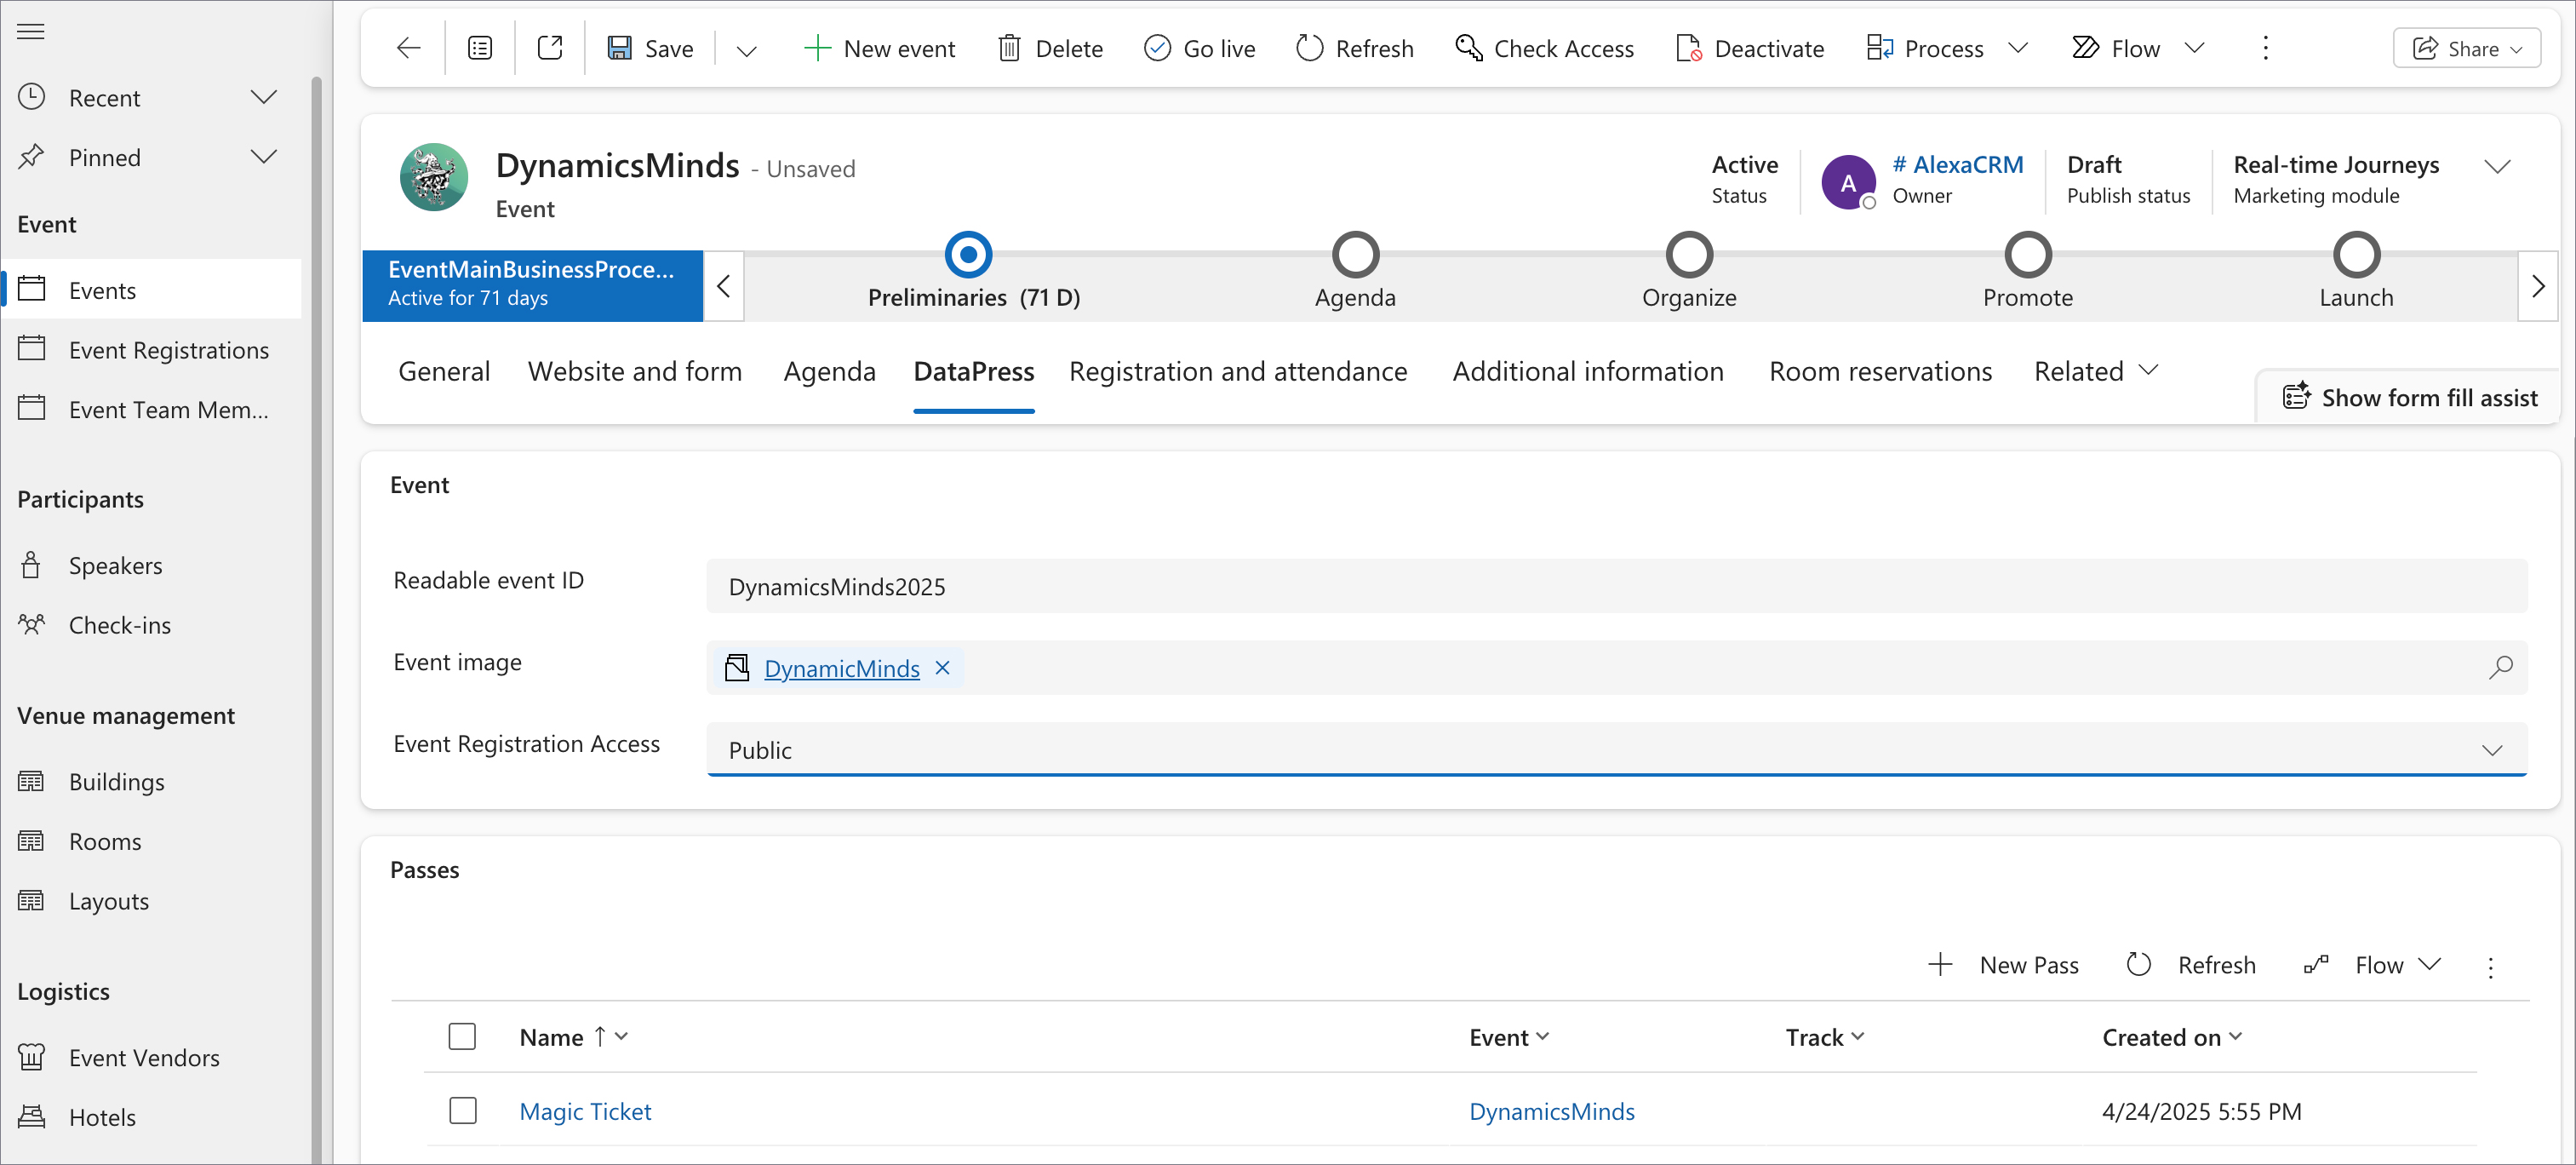 Save
New event
Delete
Go live
Refresh
Check Access
Deactivate
Process
Flow
Share
Recent
Pinned
Event
Events
Event Registrations
Event Team Mem...
Participants
Speakers
Check-ins
Venue management
Buildings
Rooms
Layouts
Logistics
Event Vendors
Hotels
DynamicsMinds - Unsaved
Event
Active
Status
A
# AlexaCRM
Owner
Draft
Publish status
Real-time Journeys
Marketing module
EventMainBusinessProce...
Active for 71 days
Preliminaries (71 D)
Agenda
Organize
Promote
Launch
General
Website and form
Agenda
DataPress
Registration and attendance
Additional information
Room reservations
Related
Show form fill assist
Event
Readable event ID
DynamicsMinds2025
Event image
DynamicMinds
Event Registration Access
Public
Passes
New Pass
Refresh
Flow
Name
Event
Track
Created on
Magic Ticket
DynamicsMinds
4/24/2025 5:55 PM